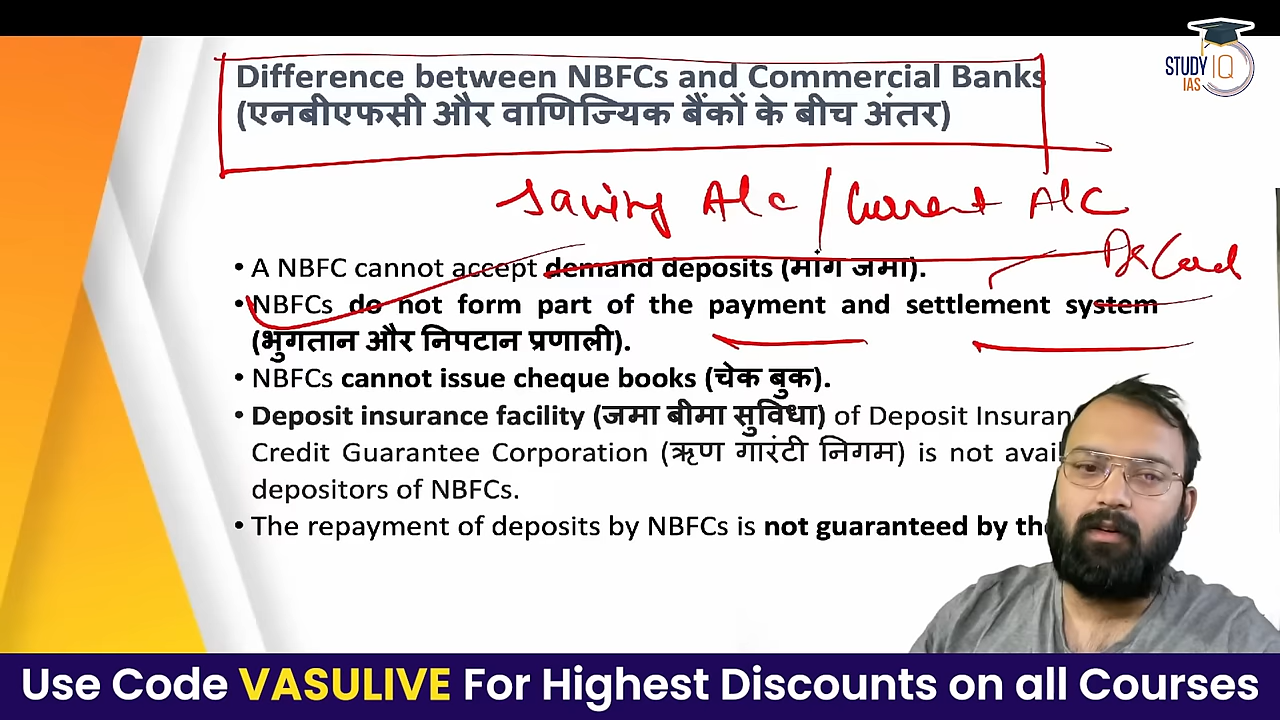 STUDY IQ
IAS
Difference between NBFCs and Commercial Banks
(एनबीएफसी और वाणिज्यिक बैंकों के बीच अंतर)
Saving A/c / Current A/C
Card
• A NBFC cannot accept demand deposits (मांग जमा).
• NBFCs do not form part of the payment and settlement system
(भुगतान और निपटान प्रणाली).
• NBFCs cannot issue cheque books (चेक बुक).
• Deposit insurance facility (जमा बीमा सुविधा) of Deposit
Credit Guarantee Corporation (ऋण गारंटी निगम) is not
depositors of NBFCs.
• The repayment of deposits by NBFCs is not guaranteed by
Use Code VASULIVE For Highest Discounts on all Courses